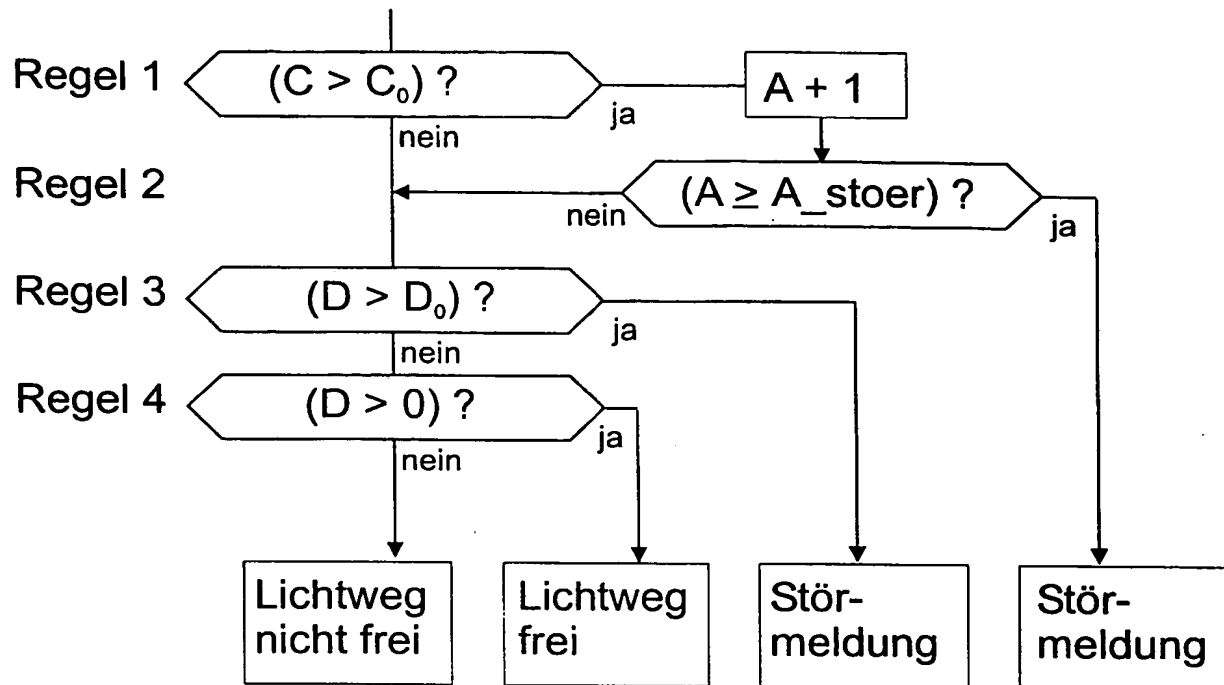 Regel 1
(C > C₀) ?
ja
A + 1
nein
Regel 2
(A ≥ A_stoer) ?
nein
ja
Regel 3
(D > D₀) ?
ja
nein
Regel 4
(D > 0) ?
ja
nein
Lichtweg
nicht frei
Lichtweg
frei
Stör-
meldung
Stör-
meldung